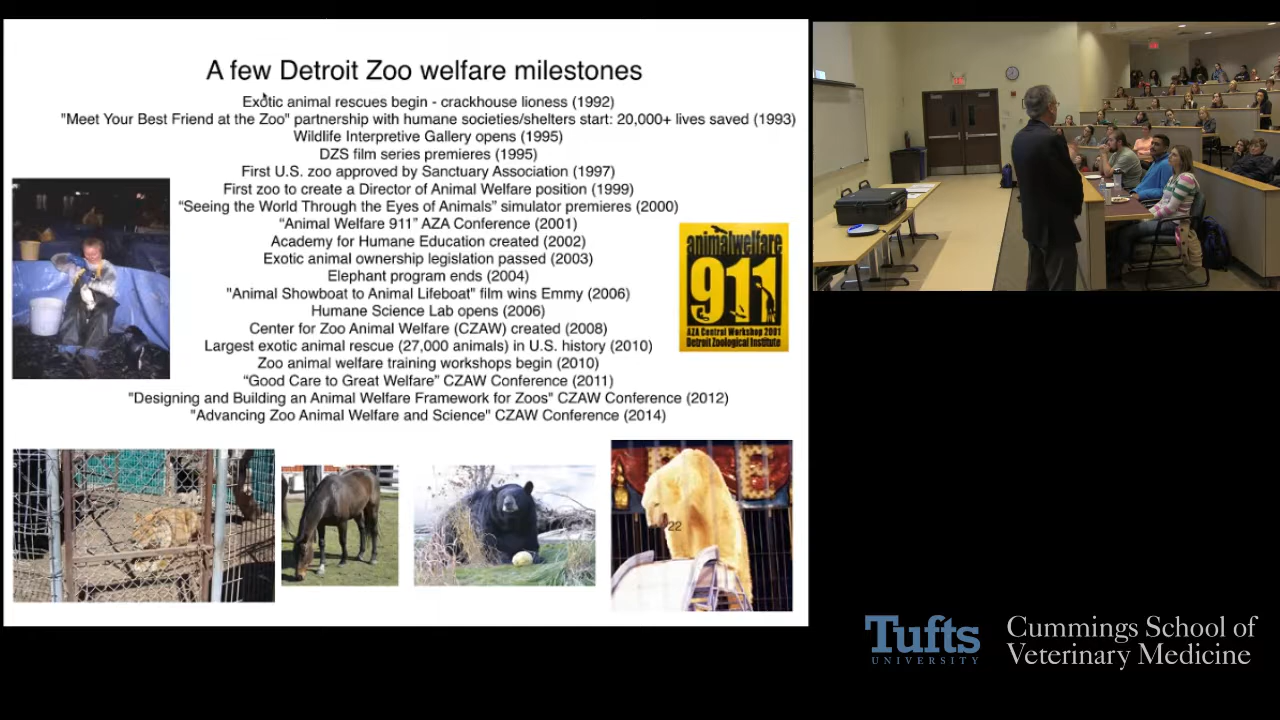 A few Detroit Zoo welfare milestones
Exotic animal rescues begin - crackhouse lioness (1992)
"Meet Your Best Friend at the Zoo" partnership with humane societies/shelters start: 20,000+ lives saved (1993)
Wildlife Interpretive Gallery opens (1995)
DZS film series premieres (1995)
First U.S. zoo approved by Sanctuary Association (1997)
First zoo to create a Director of Animal Welfare position (1999)
“Seeing the World Through the Eyes of Animals” simulator premieres (2000)
“Animal Welfare 911” AZA Conference (2001)
Academy for Humane Education created (2002)
Exotic animal ownership legislation passed (2003)
Elephant program ends (2004)
"Animal Showboat to Animal Lifeboat" film wins Emmy (2006)
Humane Science Lab opens (2006)
Center for Zoo Animal Welfare (CZAW) created (2008)
Largest exotic animal rescue (27,000 animals) in U.S. history (2010)
Zoo animal welfare training workshops begin (2010)
“Good Care to Great Welfare” CZAW Conference (2011)
"Designing and Building an Animal Welfare Framework for Zoos" CZAW Conference (2012)
"Advancing Zoo Animal Welfare and Science" CZAW Conference (2014)
animalwelfare
911
AZA Central Workshop 2001
Detroit Zoological Institute
22
Tufts
UNIVERSITY
Cummings School of
Veterinary Medicine